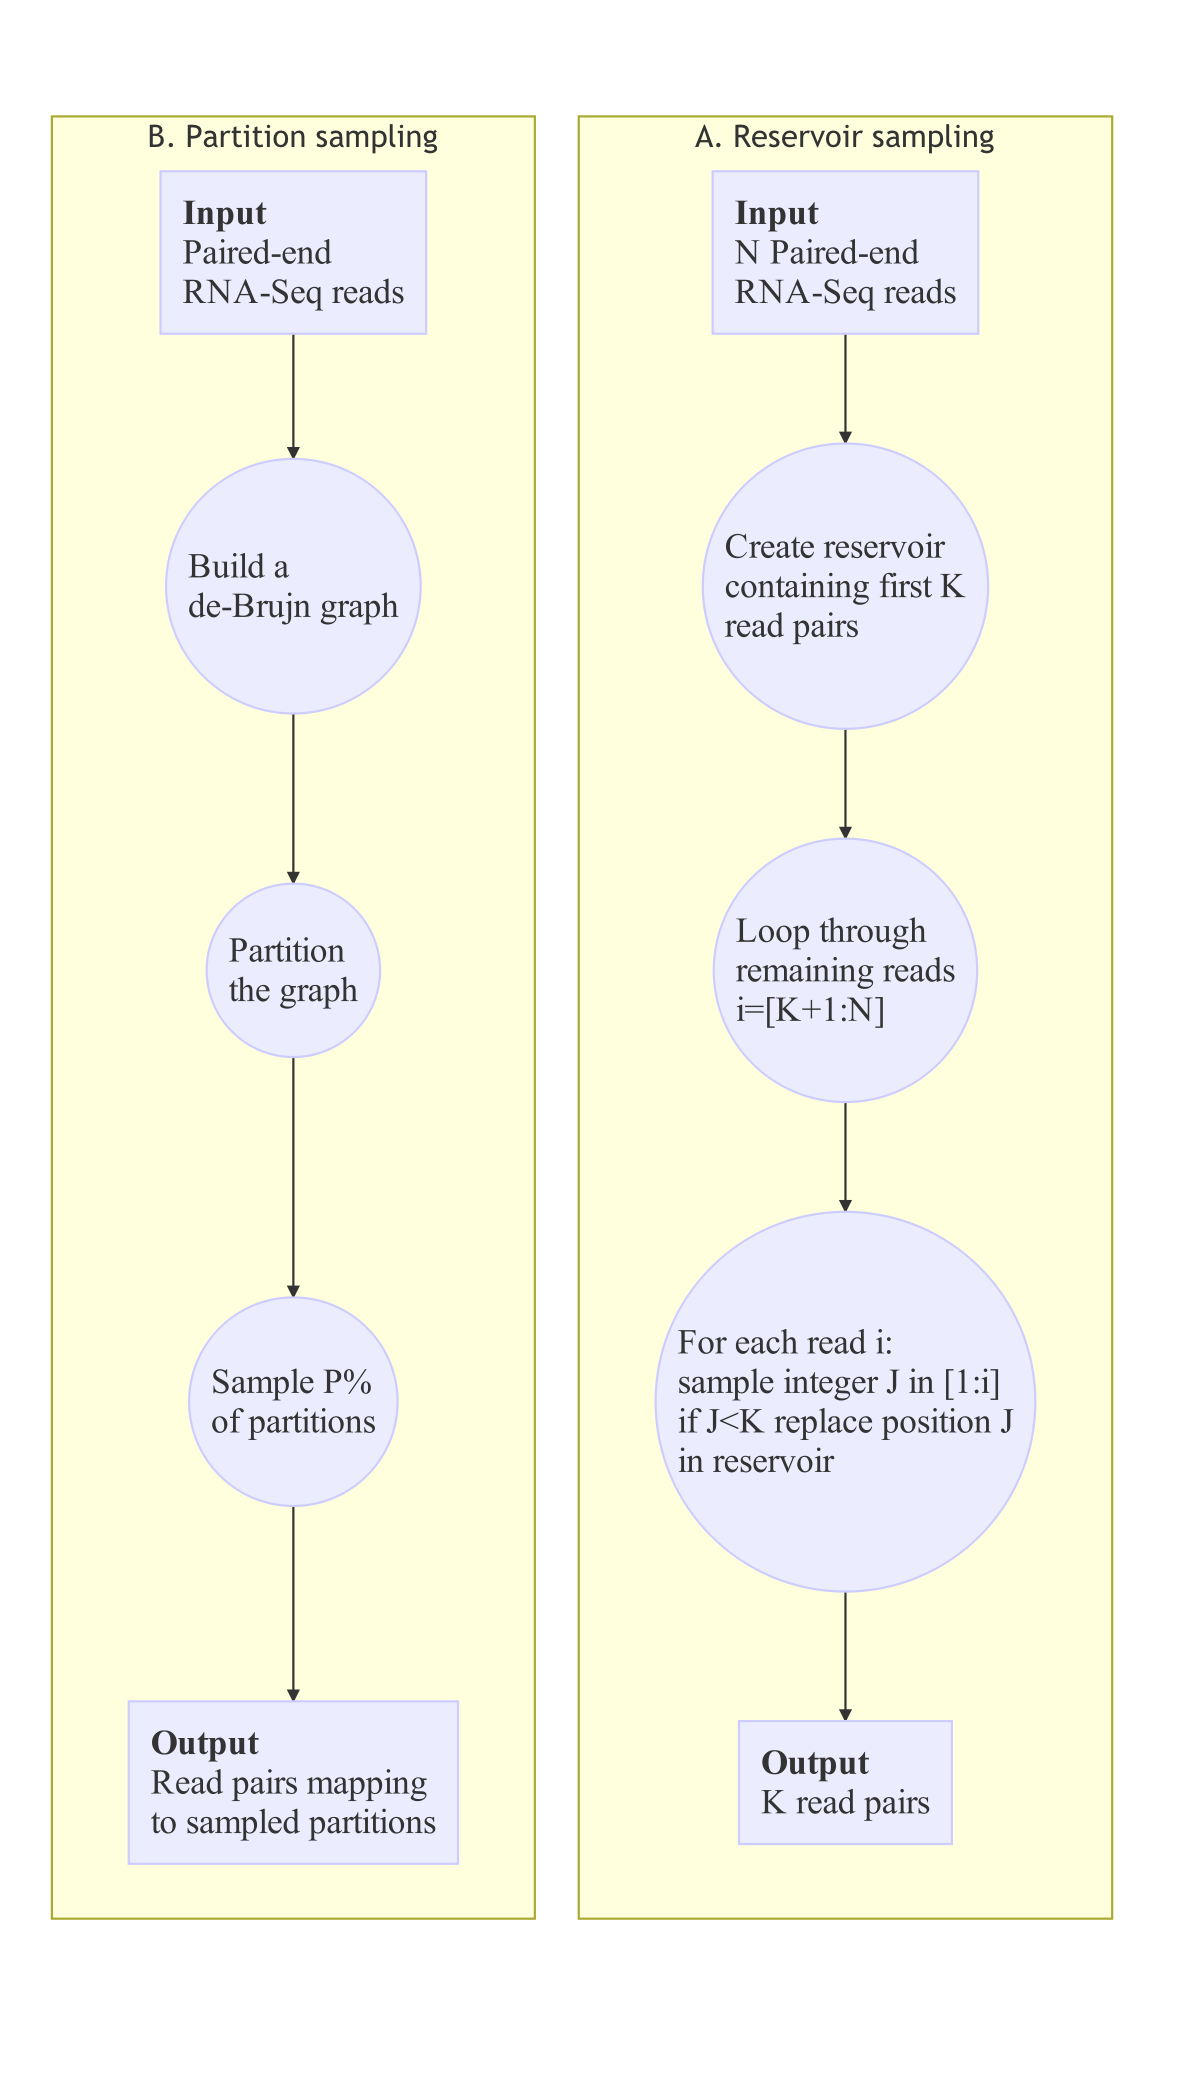 B. Partition sampling
Input
Paired-end
RNA-Seq reads
Build a
de-Brujn graph
Partition
the graph
Sample P%
of partitions
Output
Read pairs mapping
to sampled partitions
A. Reservoir sampling
Input
N Paired-end
RNA-Seq reads
Create reservoir
containing first K
read pairs
Loop through
remaining reads
i=[K+1:N]
For each read i:
sample integer J in [1:i]
if J<K replace position J
in reservoir
Output
K read pairs